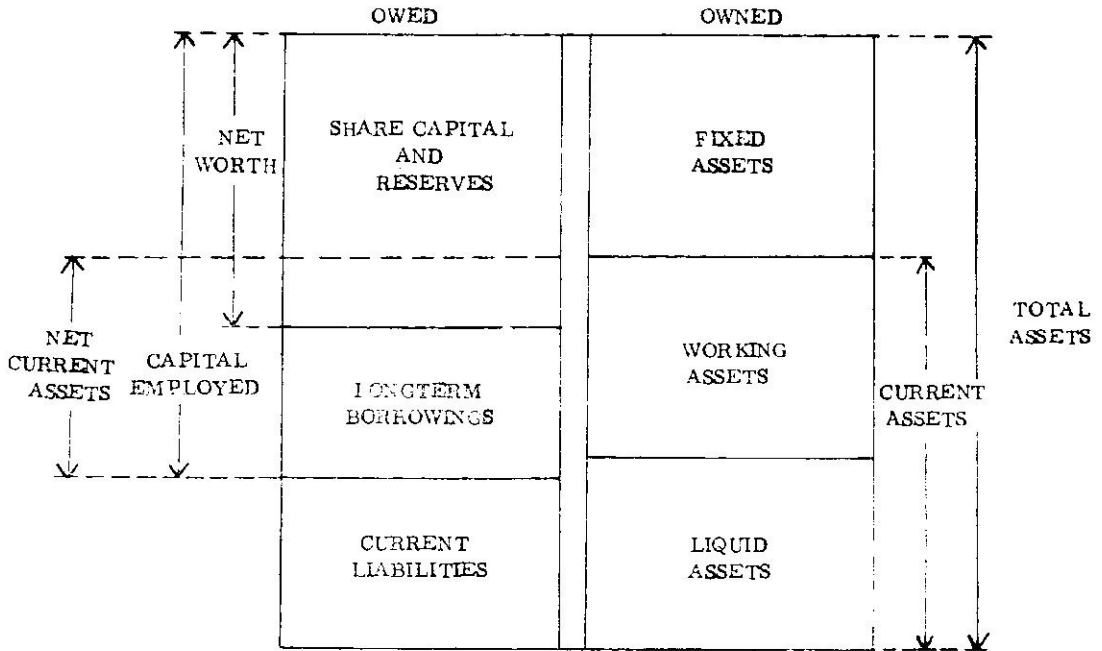 OWED
OWNED
SHARE CAPITAL
AND
RESERVES
FIXED
ASSETS
NET
WORTH
TOTAL
ASSETS
NET
CURRENT
ASSETS
CAPITAL
EMPLOYED
LONGTERM
BORROWINGS
WORKING
ASSETS
CURRENT
ASSETS
CURRENT
LIABILITIES
LIQUID
ASSETS